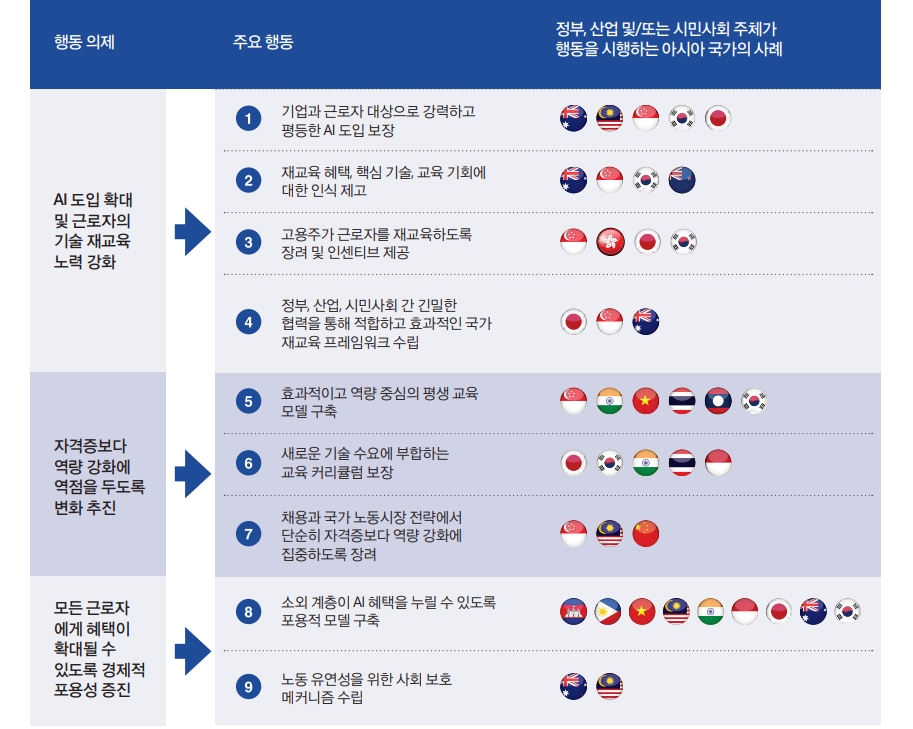 행동 의제
주요 행동
정부, 산업 및/또는 시민사회 주체가
행동을 시행하는 아시아 국가의 사례
AI 도입 확대
및 근로자의
기술 재교육
노력 강화
1
기업과 근로자 대상으로 강력하고
평등한 AI 도입 보장
2
재교육 혜택, 핵심 기술, 교육 기회에
대한 인식 제고
3
고용주가 근로자를 재교육하도록
장려 및 인센티브 제공
4
정부, 산업, 시민사회 간 긴밀한
협력을 통해 적합하고 효과적인 국가
재교육 프레임워크 수립
자격증보다
역량 강화에
역점을 두도록
변화 추진
5
효과적이고 역량 중심의 평생 교육
모델 구축
6
새로운 기술 수요에 부합하는
교육 커리큘럼 보장
7
채용과 국가 노동시장 전략에서
단순히 자격증보다 역량 강화에
집중하도록 장려
모든 근로자
에게 혜택이
확대될 수
있도록 경제적
포용성 증진
8
소외 계층이 AI 혜택을 누릴 수 있도록
포용적 모델 구축
9
노동 유연성을 위한 사회 보호
메커니즘 수립